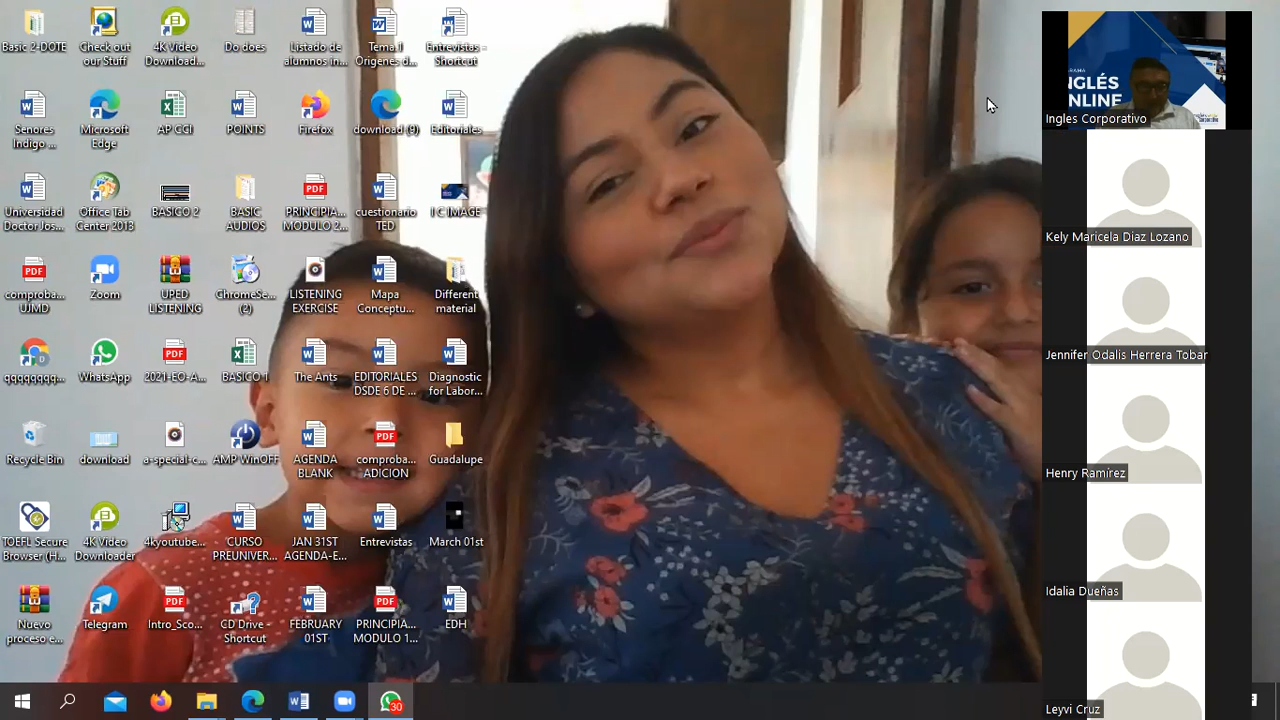 Basic 2-DOTE
Check out
our Stuff
4K Video
Download...
Do does
Listado de
alumnos in...
Tema I
Origenes d...
Entrevistas -
Shortcut
Senores
Indigo ...
Microsoft
Edge
AP CCI
POINTS
Firefox
download (9)
Editoriales
Universidad
Doctor Jos...
Office Tab
Center 2013
BASICO 2
BASIC
AUDIOS
PRINCIPIA...
MODULO 2...
cuestionario
TED
I C IMAGE
comproba...
UJMD
Zoom
UPED
LISTENING
ChromeSe...
(2)
LISTENING
EXERCISE
Mapa
Conceptu...
Different
material
qqqqqqqq...
WhatsApp
2021-EO-A...
BASICO 1
The Ants
EDITORIALES
DSDE 6 DE ...
Diagnostic
for Labor...
Recycle Bin
download
a-special-c...
AMP WinOFF
AGENDA
BLANK
comproba...
ADICION
Guadalupe
TOEFL Secure
Browser (H...
4K Video
Downloader
4kyoutube...
CURSO
PREUNIVER...
JAN 31ST
AGENDA-E...
Entrevistas
March 01st
Nuevo
proceso e...
Telegram
Intro_Sco...
CD Drive -
Shortcut
FEBRUARY
01ST
PRINCIPIA...
MODULO 1...
EDH
30
NGLÉS
NLINE
Ingles Corporativo
Kely Maricela Diaz Lozano
Jennifer Odalis Herrera Tobar
Henry Ramírez
Idalia Dueñas
Leyvi Cruz